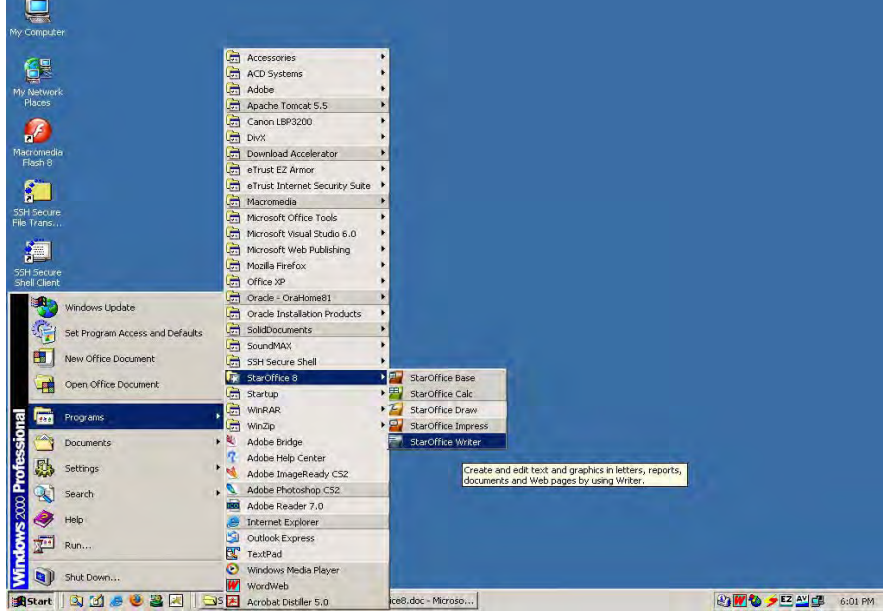 My Computer
My Network
Places
Macromedia
Flash 8
SSH Secure
File Trans...
SSH Secure
Shell Client
Windows 2000 Professional
Windows Update
Set Program Access and Defaults
New Office Document
Open Office Document
Programs
Documents
Settings
Search
Help
Run...
Shut Down...
Accessories
ACD Systems
Adobe
Apache Tomcat 5.5
Canon LBP3200
DivX
Download Accelerator
eTrust EZ Armor
eTrust Internet Security Suite
Macromedia
Microsoft Office Tools
Microsoft Visual Studio 6.0
Microsoft Web Publishing
Mozilla Firefox
Office XP
Oracle - OraHome81
Oracle Installation Products
SolidDocuments
SoundMAX
SSH Secure Shell
StarOffice 8
Startup
WinRAR
WinZip
Adobe Bridge
Adobe Help Center
Adobe ImageReady CS2
Adobe Photoshop CS2
Adobe Reader 7.0
Internet Explorer
Outlook Express
TextPad
Windows Media Player
WordWeb
Acrobat Distiller 5.0
StarOffice Base
StarOffice Calc
StarOffice Draw
StarOffice Impress
StarOffice Writer
Create and edit text and graphics in letters, reports,
documents and Web pages by using Writer.
Start
S
ice8.doc - Microso...
EZ AV
6:01 PM